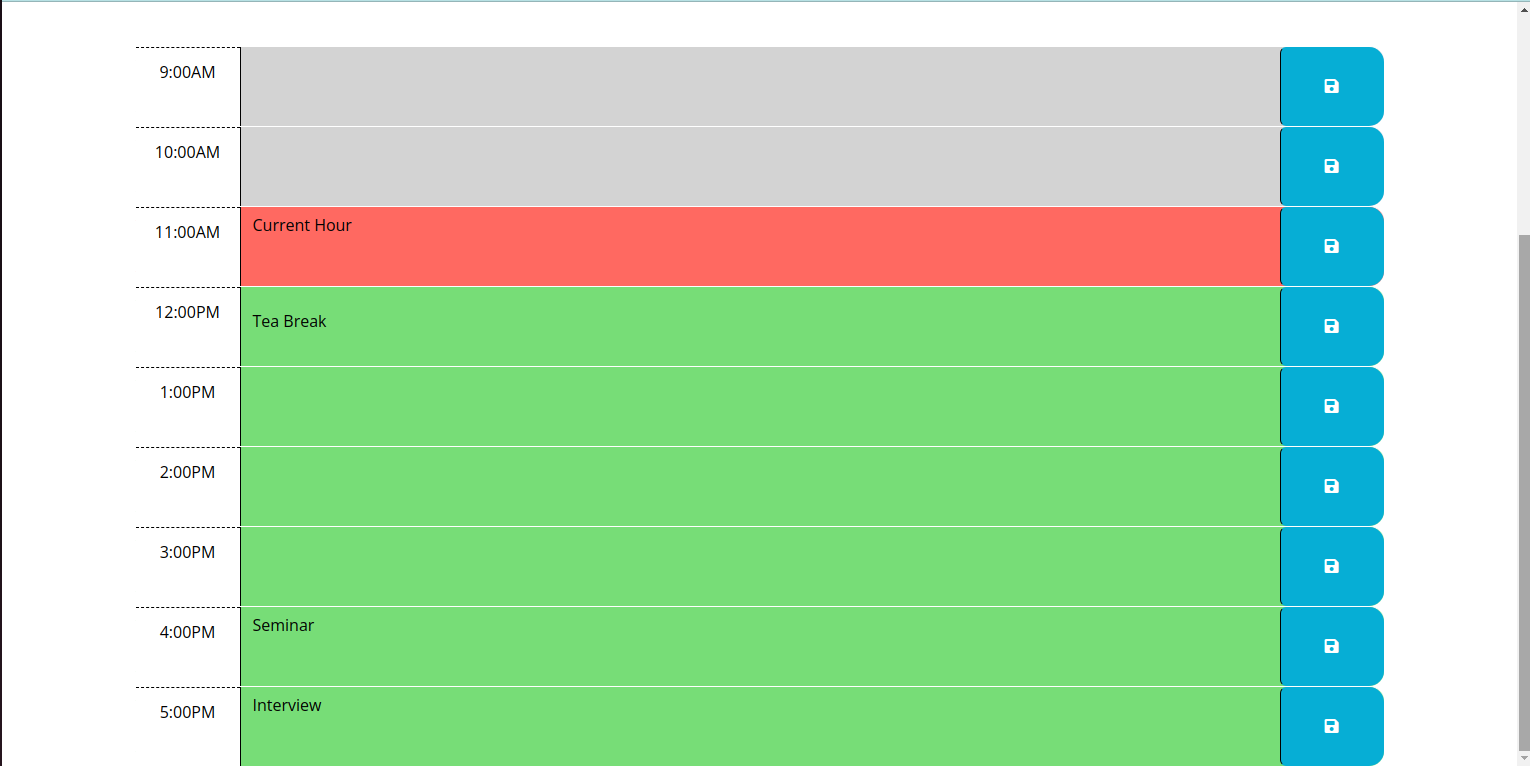 9:00AM
10:00AM
11:00AM
Current Hour
12:00PM
Tea Break
1:00PM
2:00PM
3:00PM
4:00PM
Seminar
5:00PM
Interview